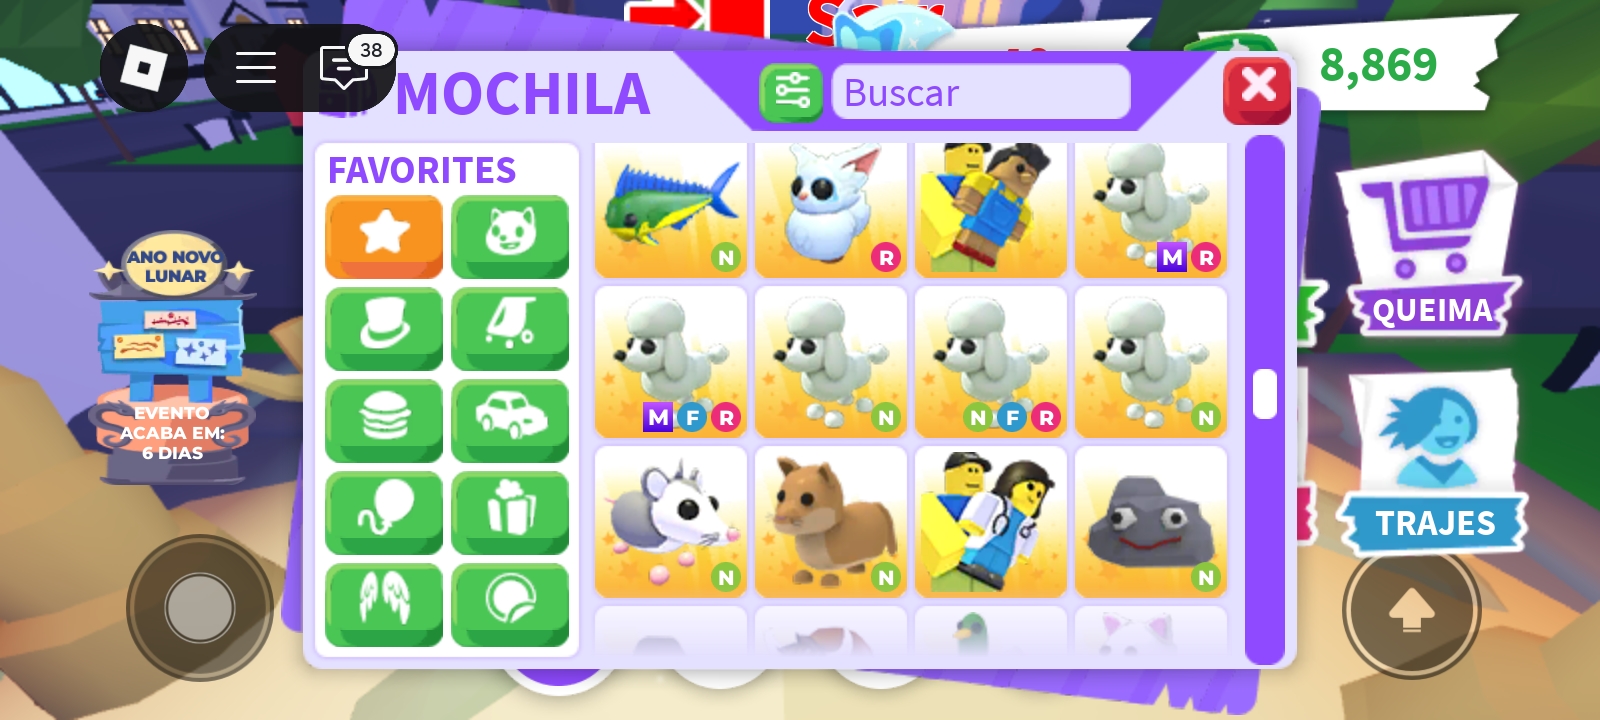 38
MOCHILA
Buscar
8,869
FAVORITES
N
R
M R
M F R
N
N F R
N
N
N
N
ANO NOVO
LUNAR
EVENTO
ACABA EM:
6 DIAS
QUEIMA
TRAJES